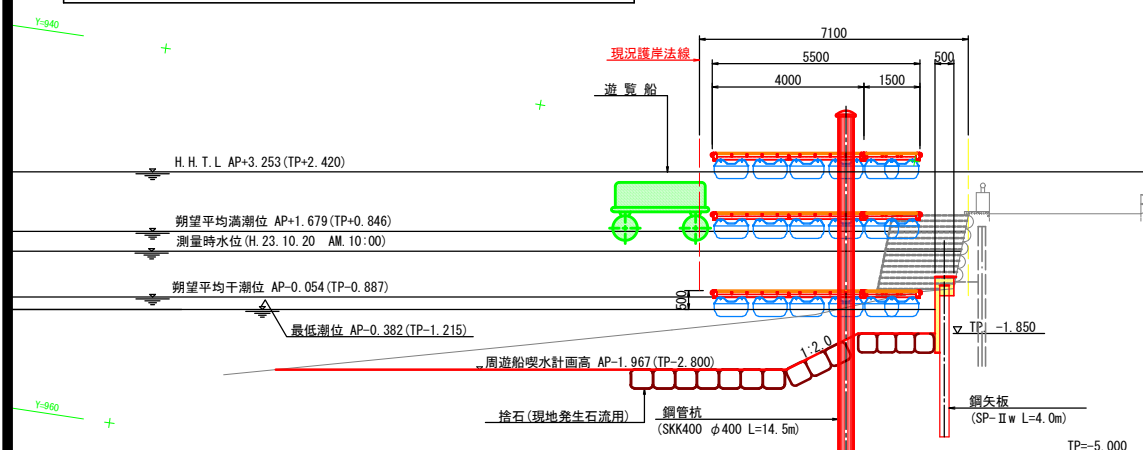 Y=940
7100
現況護岸法線
5500
500
4000
1500
遊 覧 船
H.H.T.L AP+3.253(TP+2.420)
朔望平均満潮位 AP+1.679(TP+0.846)
測量時水位(H.23.10.20 AM.10:00)
朔望平均干潮位 AP-0.054(TP-0.887)
500
最低潮位 AP-0.382(TP-1.215)
TP -1.850
1:2.0
周遊船喫水計画高 AP-1.967(TP-2.800)
Y=960
捨石(現地発生石流用)
鋼管杭
(SKK400 φ400 L=14.5m)
鋼矢板
(SP-Ⅱw L=4.0m)
TP=-5.000